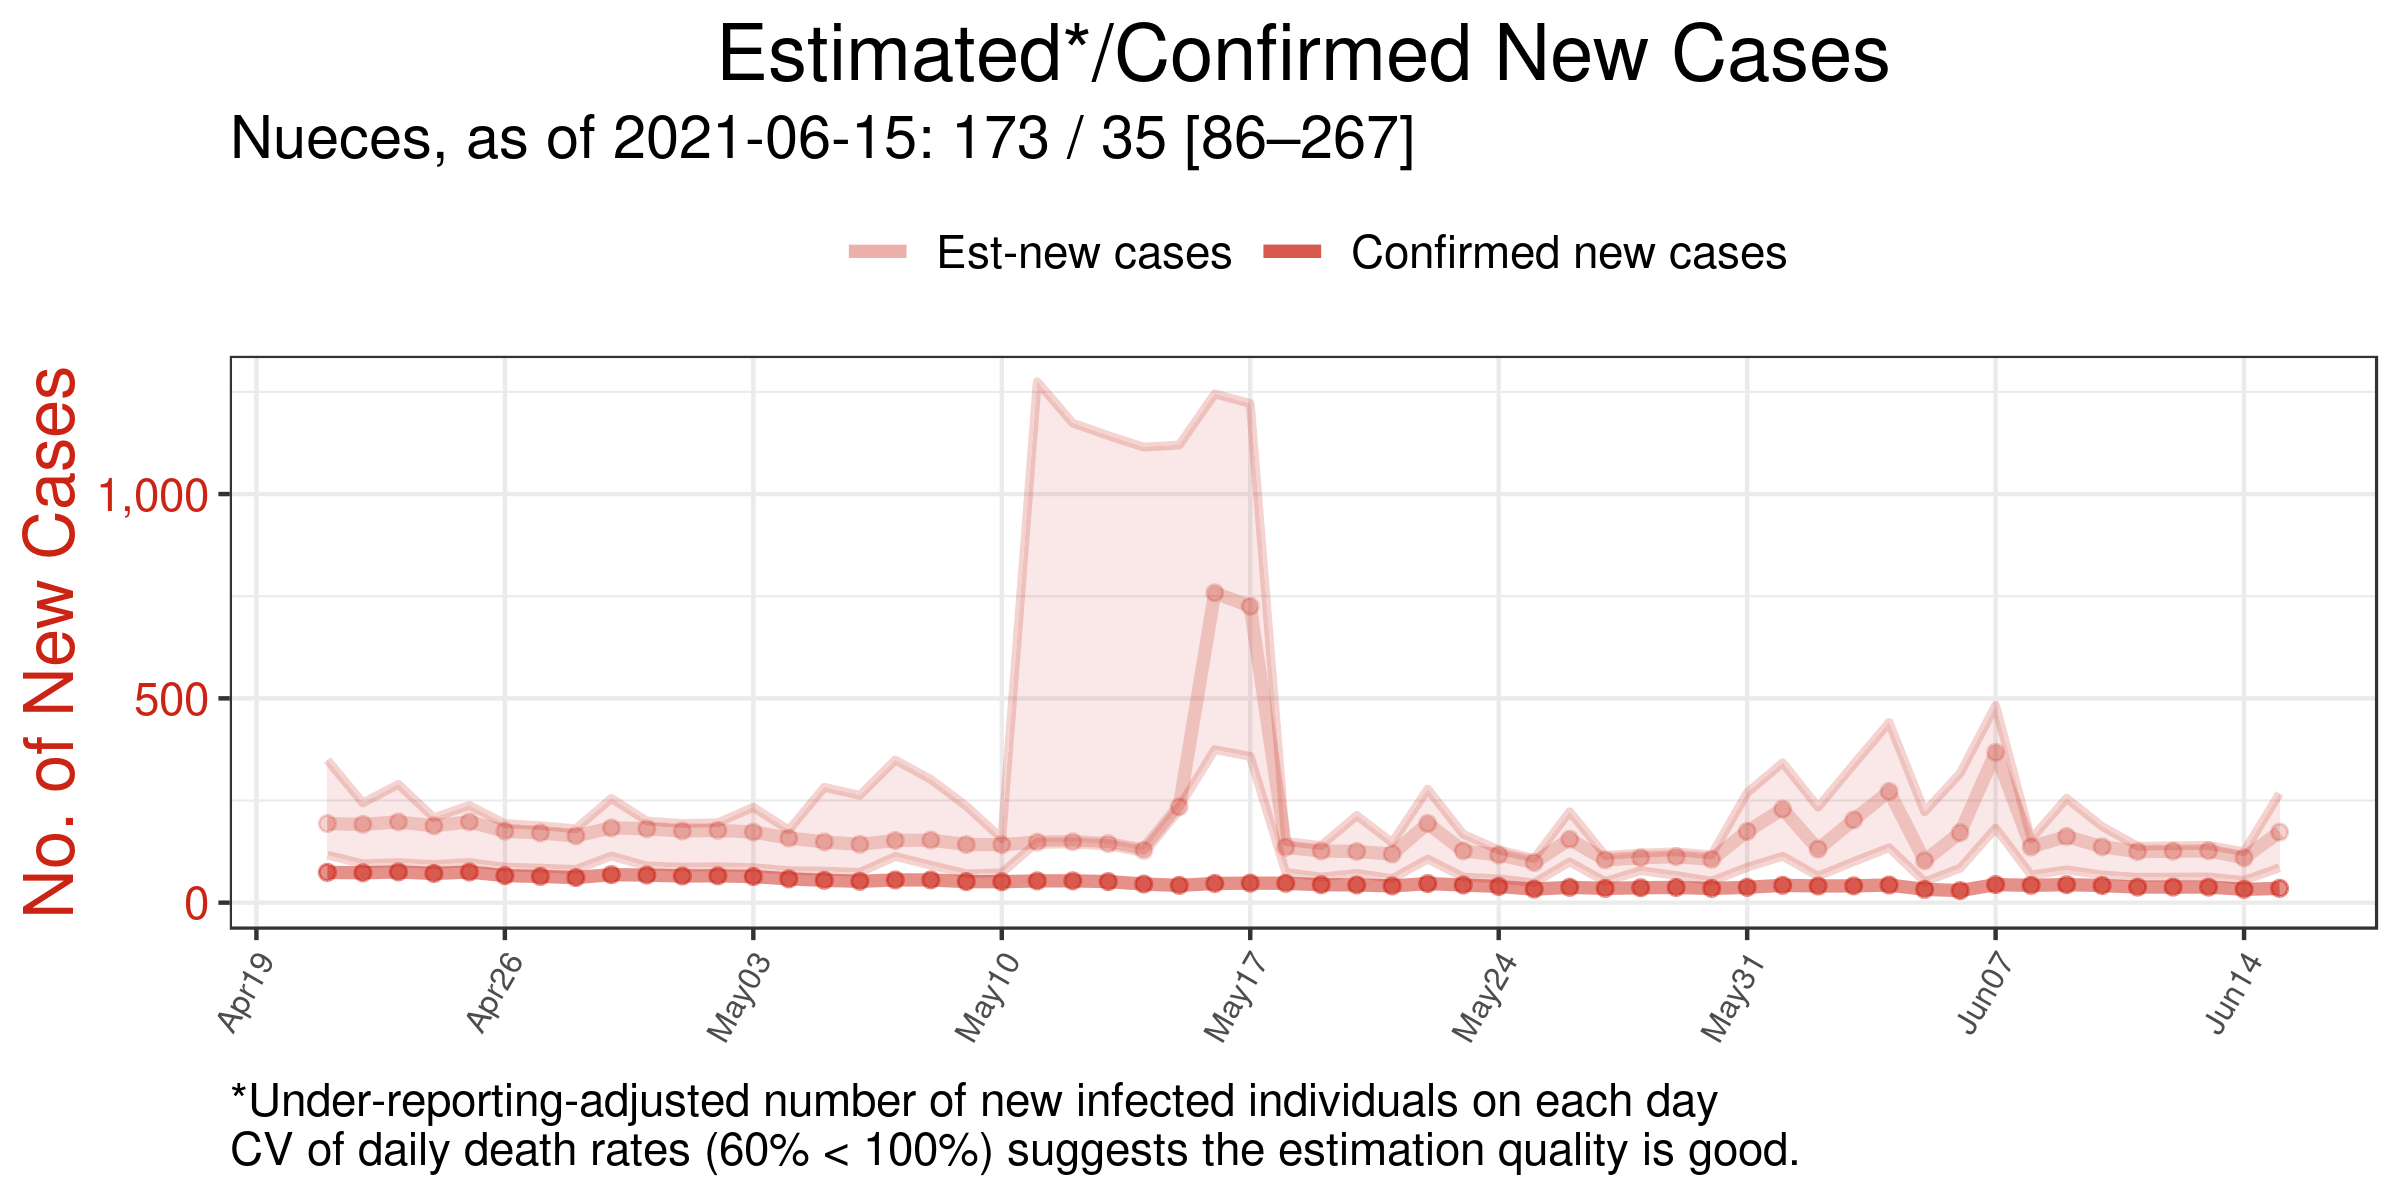 Estimated*/Confirmed New Cases
Nueces, as of 2021-06-15: 173 / 35 [86–267]
Est-new cases
Confirmed new cases
No. of New Cases
1,000
500
0
Apr19
Apr26
May03
May10
May17
May24
May31
Jun07
Jun14
*Under-reporting-adjusted number of new infected individuals on each day
CV of daily death rates (60% < 100%) suggests the estimation quality is good.